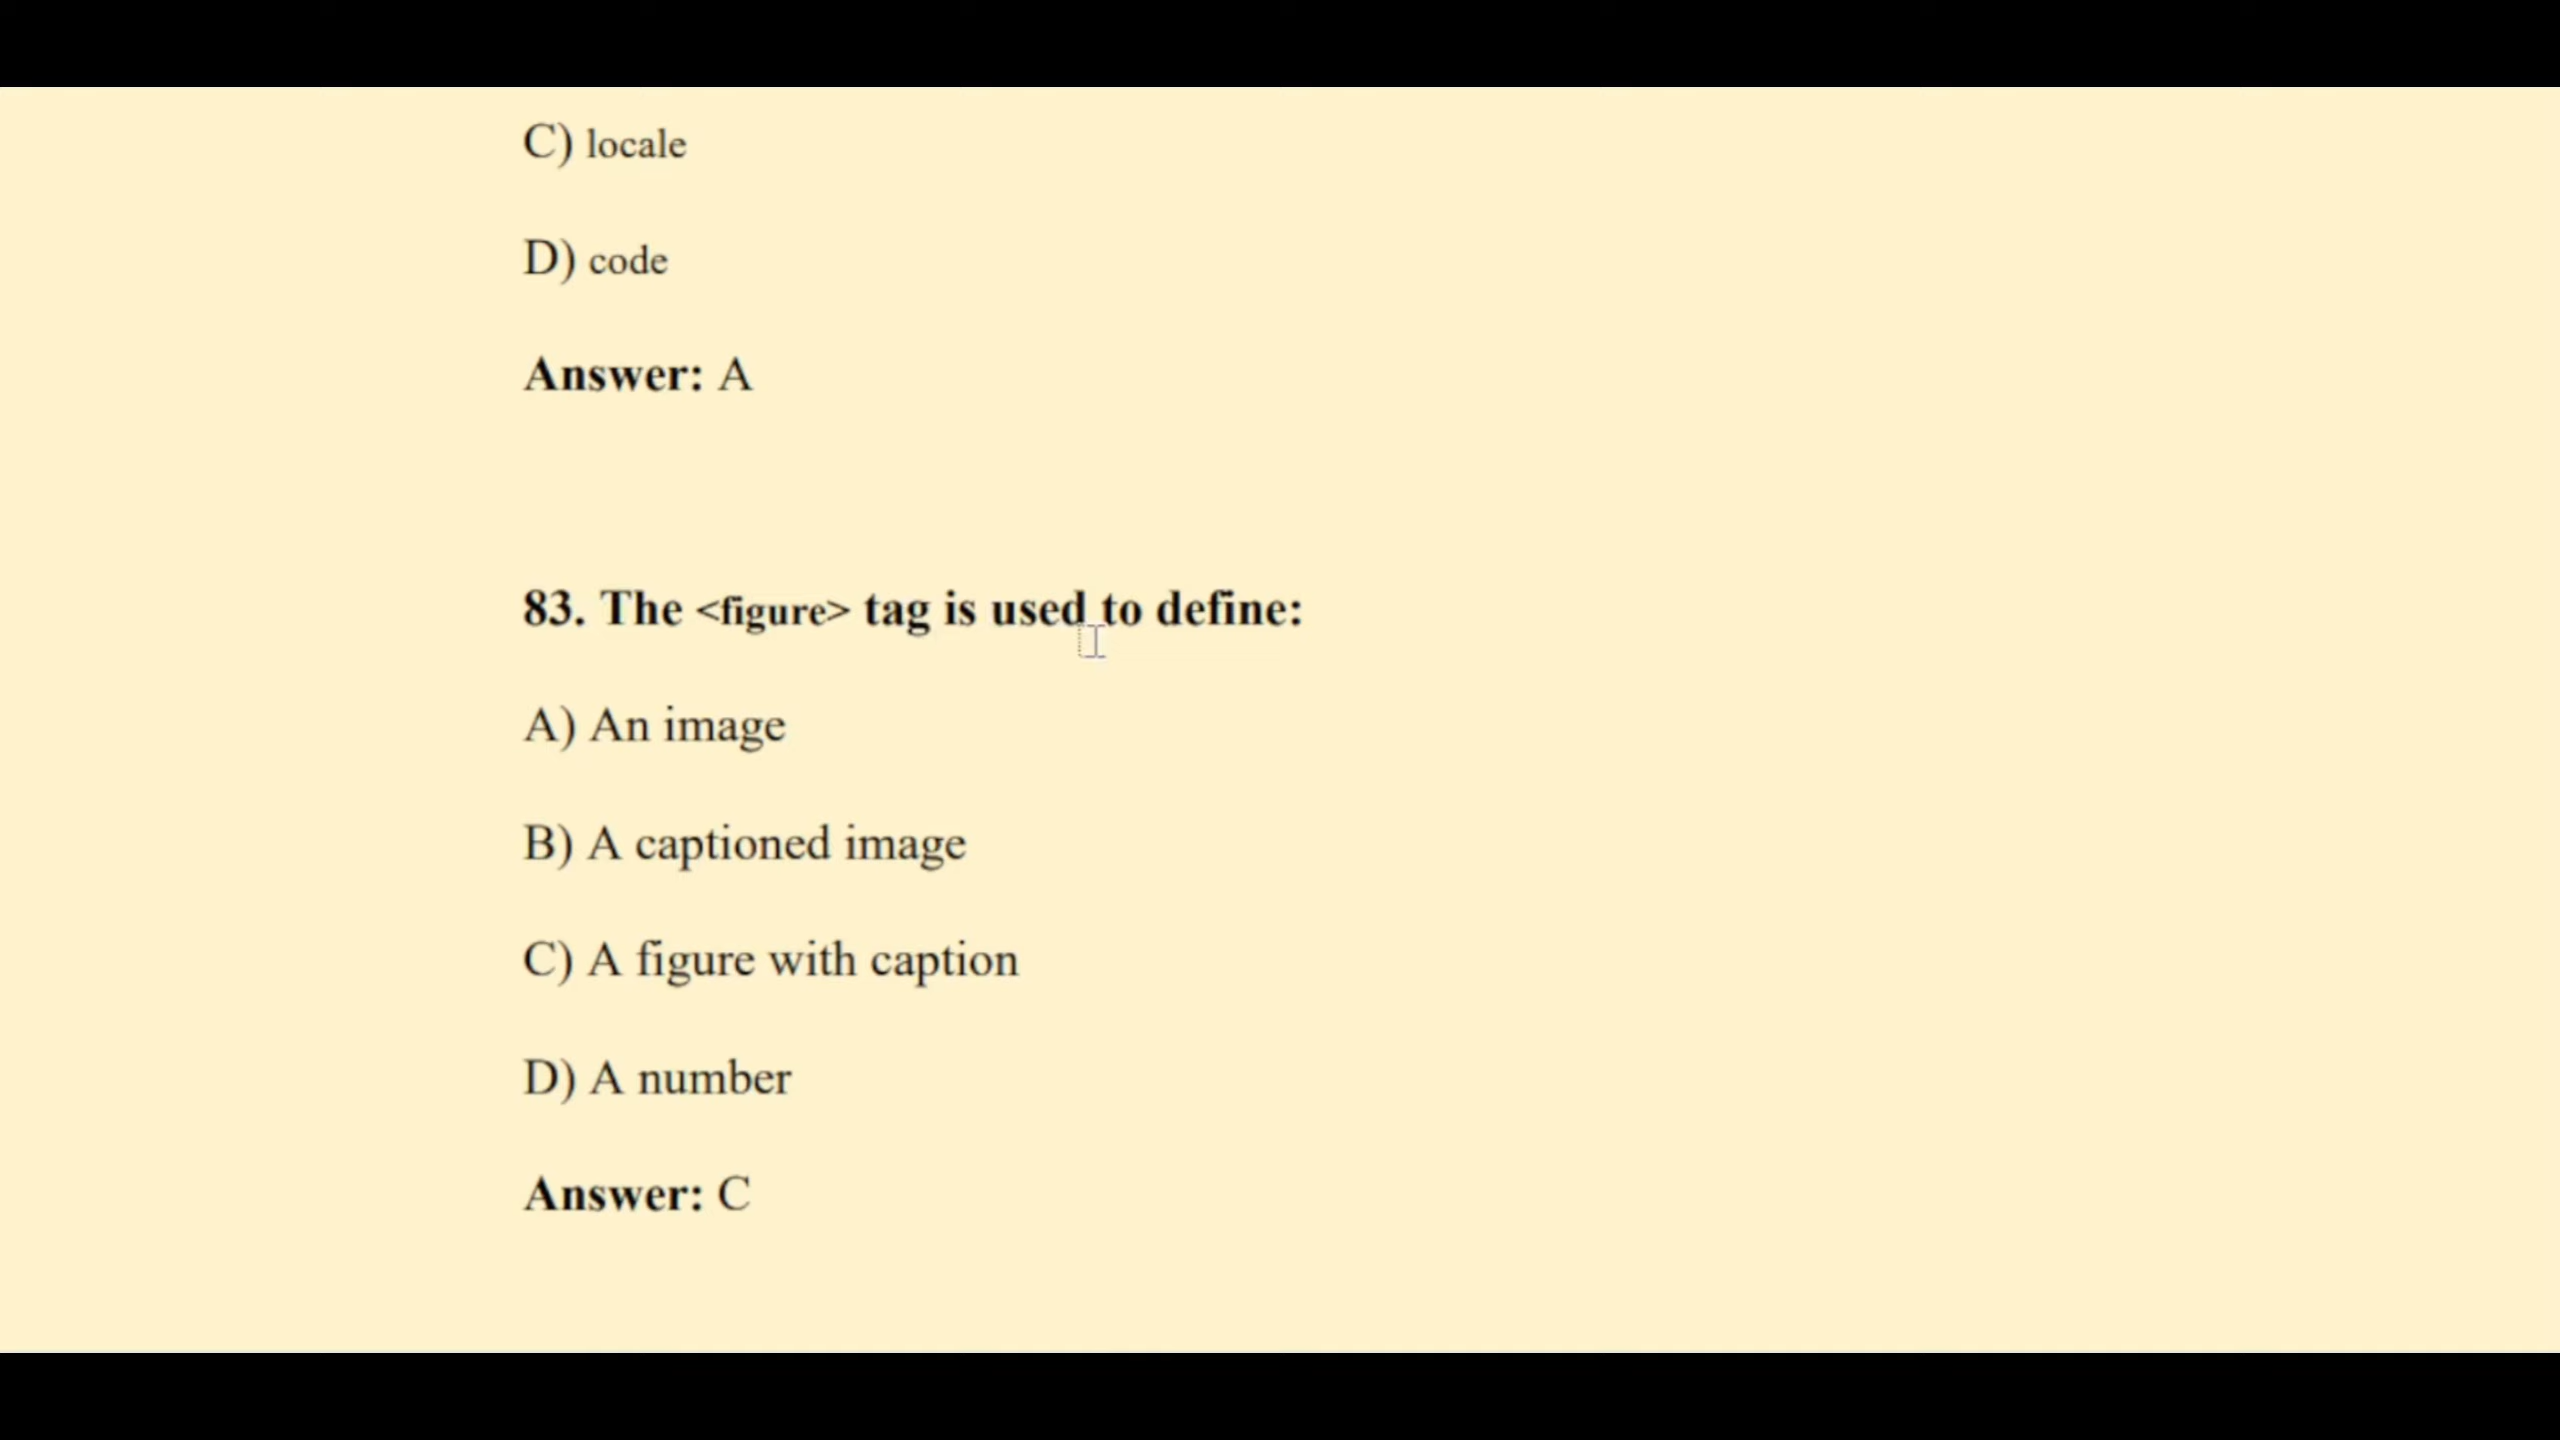 C) locale
D) code
Answer: A
83. The <figure> tag is used to define:
A) An image
B) A captioned image
C) A figure with caption
D) A number
Answer: C